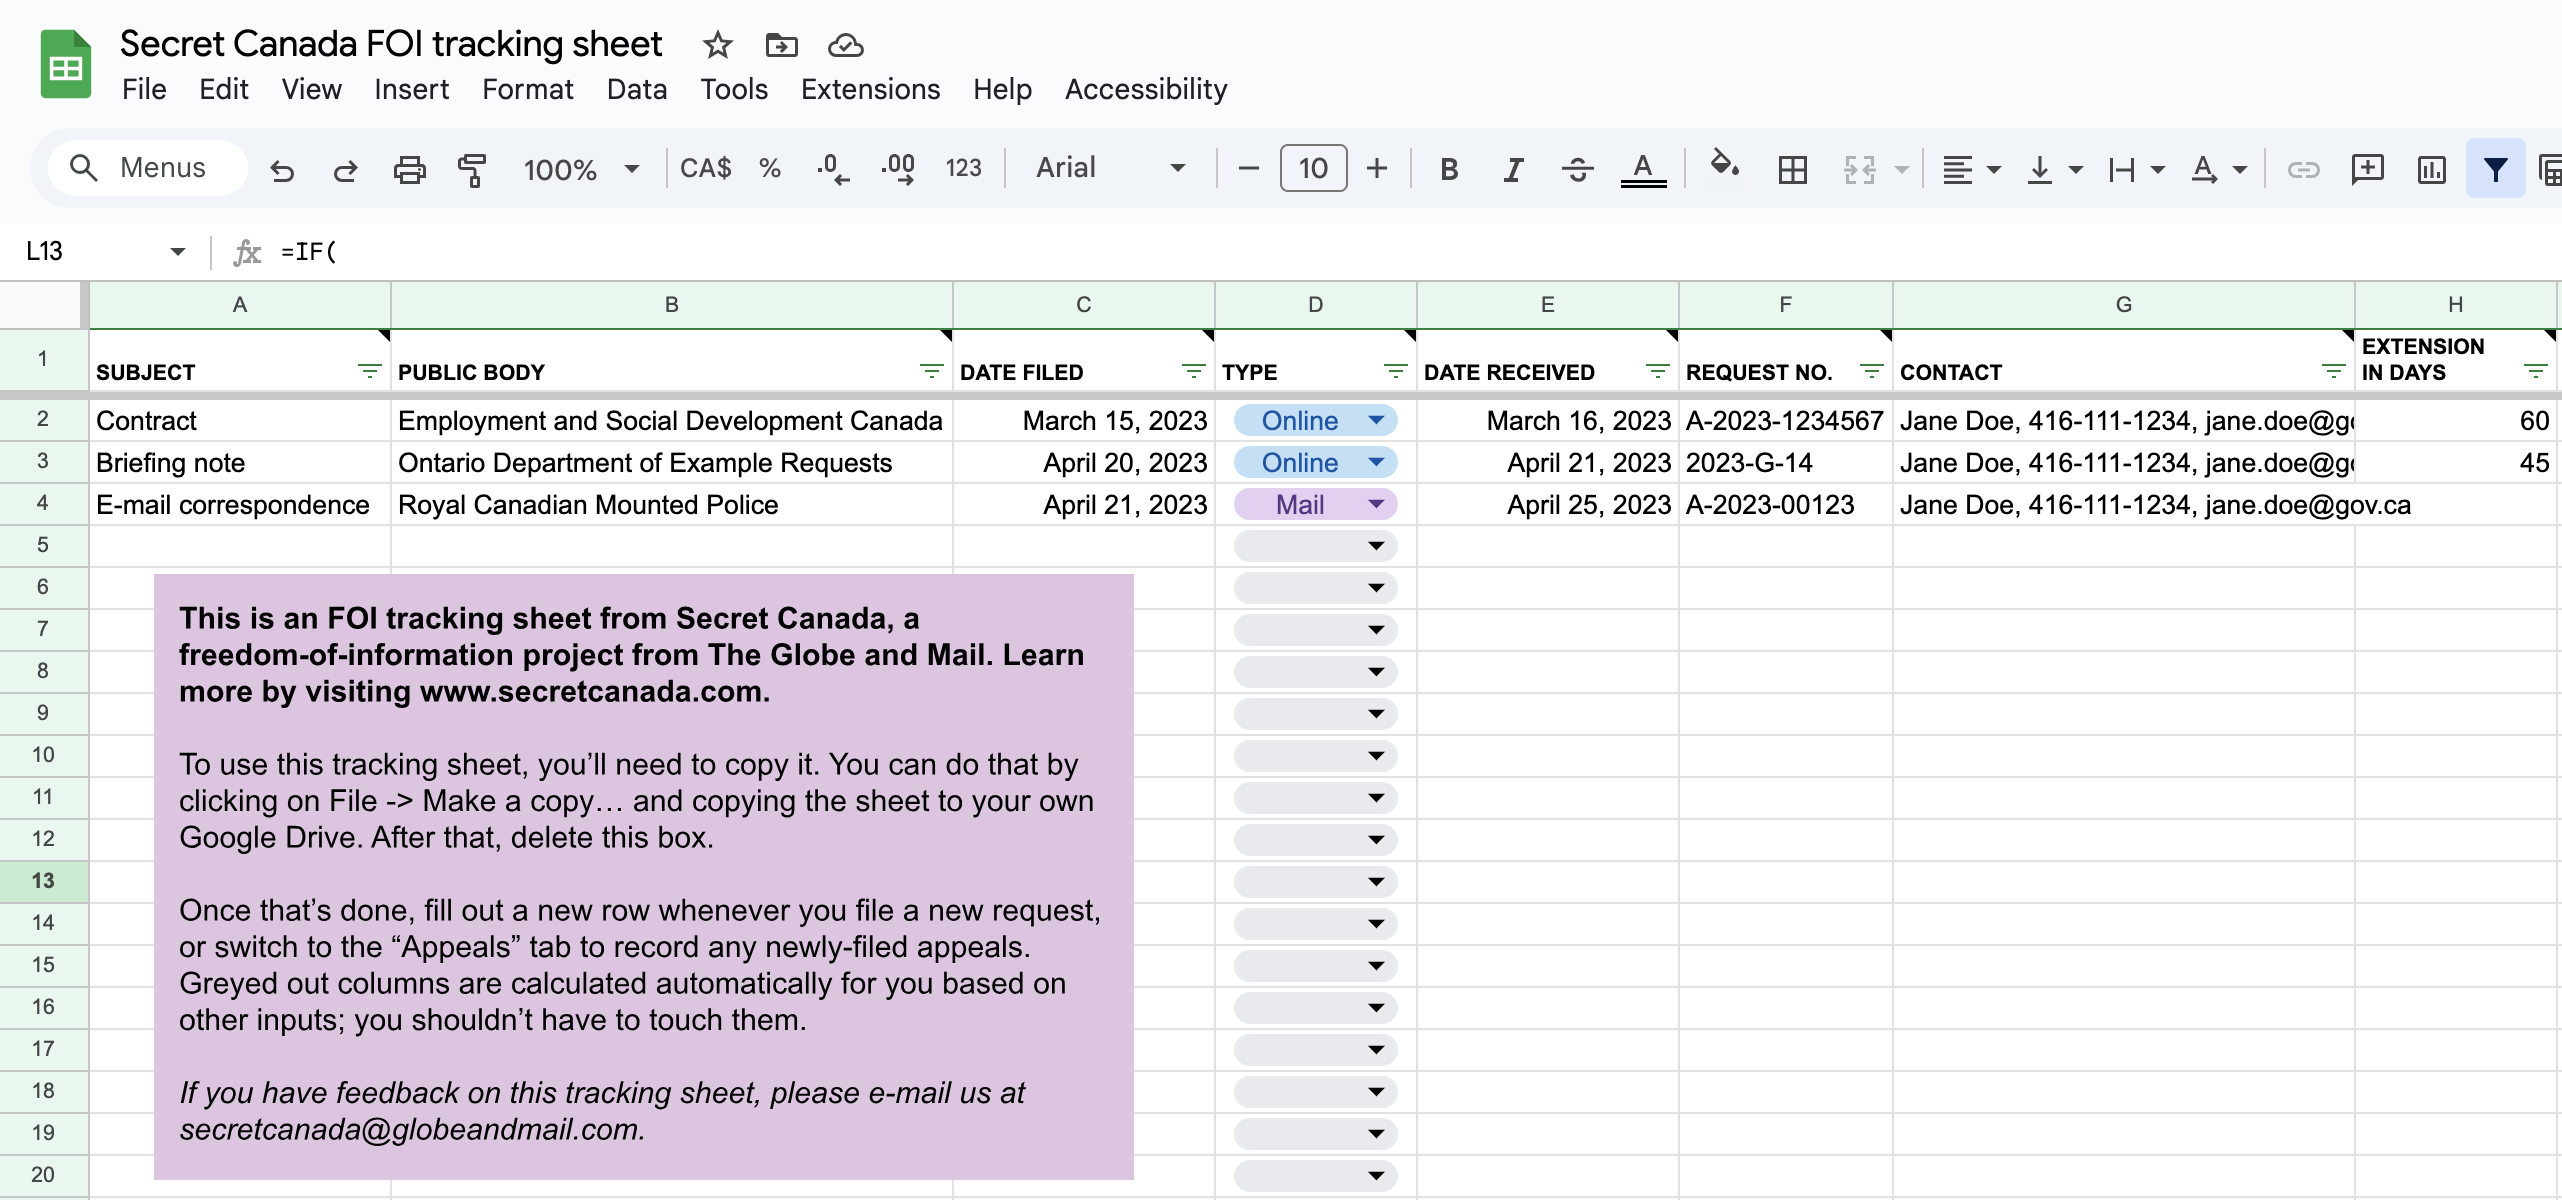 Secret Canada FOI tracking sheet
File Edit View Insert Format Data Tools Extensions Help Accessibility
Menus 100% CA$ % .0 .00 123 Arial 10 B I S A A
L13 fx =IF(
A B C D E F G H
1 SUBJECT PUBLIC BODY DATE FILED TYPE DATE RECEIVED REQUEST NO. CONTACT EXTENSION
IN DAYS
2 Contract Employment and Social Development Canada March 15, 2023 Online March 16, 2023 A-2023-1234567 Jane Doe, 416-111-1234, jane.doe@g 60
3 Briefing note Ontario Department of Example Requests April 20, 2023 Online April 21, 2023 2023-G-14 Jane Doe, 416-111-1234, jane.doe@g 45
4 E-mail correspondence Royal Canadian Mounted Police April 21, 2023 Mail April 25, 2023 A-2023-00123 Jane Doe, 416-111-1234, jane.doe@gov.ca
5
6
7
8
9
10
11
12
13
14
15
16
17
18
19
20
This is an FOI tracking sheet from Secret Canada, a
freedom-of-information project from The Globe and Mail. Learn
more by visiting www.secretcanada.com.
To use this tracking sheet, you’ll need to copy it. You can do that by
clicking on File -> Make a copy… and copying the sheet to your own
Google Drive. After that, delete this box.
Once that’s done, fill out a new row whenever you file a new request,
or switch to the “Appeals” tab to record any newly-filed appeals.
Greyed out columns are calculated automatically for you based on
other inputs; you shouldn’t have to touch them.
If you have feedback on this tracking sheet, please e-mail us at
secretcanada@globeandmail.com.